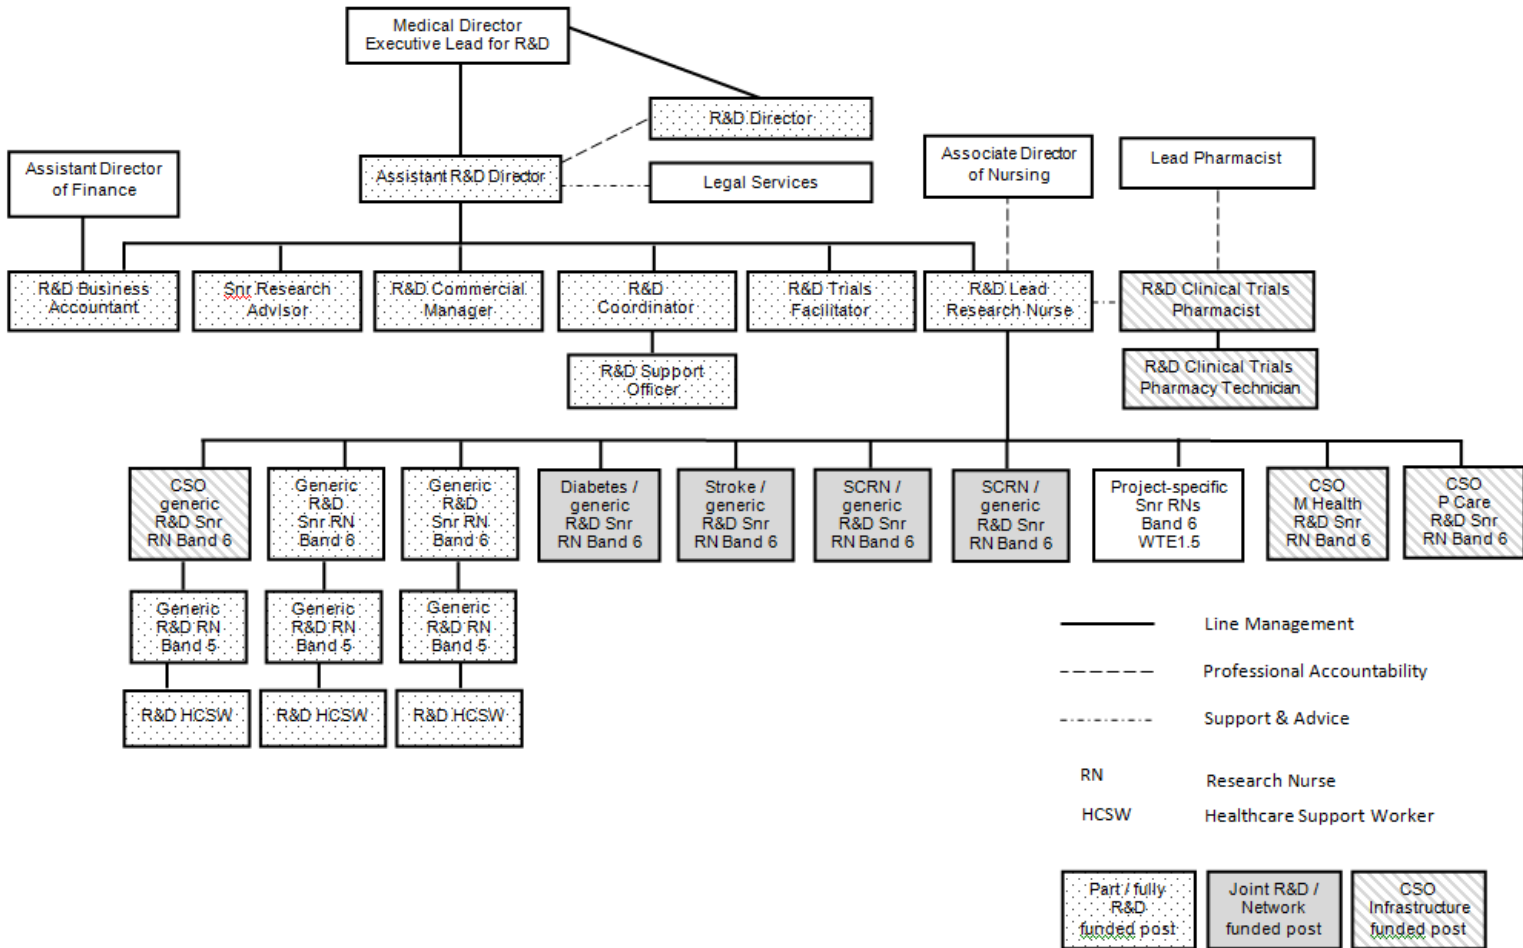 Medical Director
Executive Lead for R&D
R&D Director
Assistant Director
of Finance
Assistant R&D Director
Legal Services
Associate Director
of Nursing
Lead Pharmacist
R&D Business
Accountant
Snr Research
Advisor
R&D Commercial
Manager
R&D
Coordinator
R&D Trials
Facilitator
R&D Lead
Research Nurse
R&D Clinical Trials
Pharmacist
R&D Support
Officer
R&D Clinical Trials
Pharmacy Technician
CSO
generic
R&D Snr
RN Band 6
Generic
R&D
Snr RN
Band 6
Generic
R&D
Snr RN
Band 6
Diabetes /
generic
R&D Snr
RN Band 6
Stroke /
generic
R&D Snr
RN Band 6
SCRN /
generic
R&D Snr
RN Band 6
SCRN /
generic
R&D Snr
RN Band 6
Project-specific
Snr RNs
Band 6
WTE1.5
CSO
M Health
R&D Snr
RN Band 6
CSO
P Care
R&D Snr
RN Band 6
Generic
R&D RN
Band 5
Generic
R&D RN
Band 5
Generic
R&D RN
Band 5
R&D HCSW
R&D HCSW
R&D HCSW
Line Management
Professional Accountability
Support & Advice
RN Research Nurse
HCSW Healthcare Support Worker
Part / fully
R&D
funded post
Joint R&D /
Network
funded post
CSO
Infrastructure
funded post